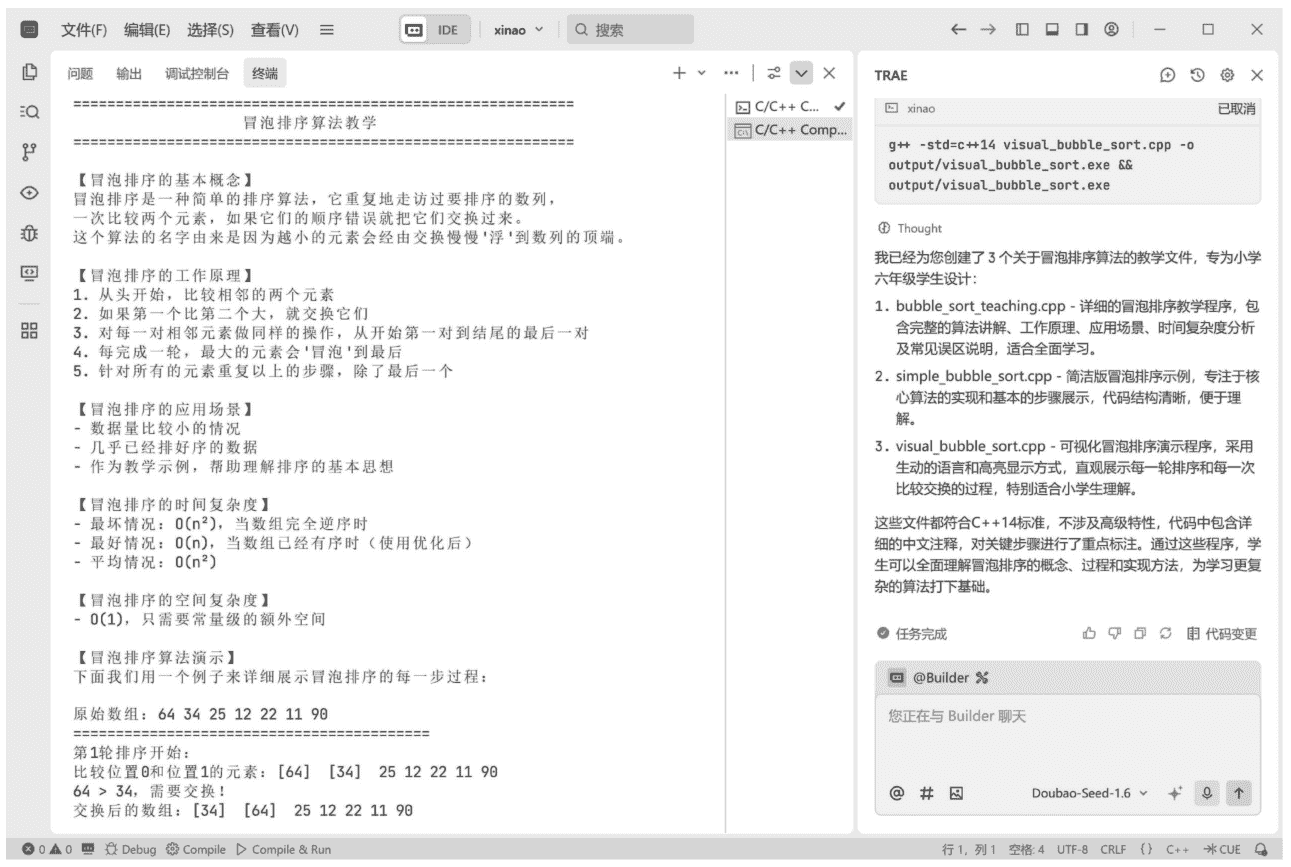 文件(F) 编辑(E) 选择(S) 查看(V) IDE xinao 搜索
问题 输出 调试控制台 终端
============================================================
冒泡排序算法教学
============================================================
【冒泡排序的基本概念】
冒泡排序是一种简单的排序算法，它重复地走访过要排序的数列，
一次比较两个元素，如果它们的顺序错误就把它们交换过来。
这个算法的名字由来是因为越小的元素会经由交换慢慢'浮'到数列的顶端。
【冒泡排序的工作原理】
1. 从头开始，比较相邻的两个元素
2. 如果第一个比第二个大，就交换它们
3. 对每一对相邻元素做同样的操作，从开始第一对到结尾的最后一对
4. 每完成一轮，最大的元素会'冒泡'到最后
5. 针对所有的元素重复以上的步骤，除了最后一个
【冒泡排序的应用场景】
- 数据量比较小的情况
- 几乎已经排好序的数据
- 作为教学示例，帮助理解排序的基本思想
【冒泡排序的时间复杂度】
- 最坏情况：O(n²)，当数组完全逆序时
- 最好情况：O(n)，当数组已经有序时（使用优化后）
- 平均情况：O(n²)
【冒泡排序的空间复杂度】
- O(1)，只需要常量级的额外空间
【冒泡排序算法演示】
下面我们用一个例子来详细展示冒泡排序的每一步过程：
原始数组：64 34 25 12 22 11 90
==========================================
第1轮排序开始：
比较位置0和位置1的元素：[64] [34] 25 12 22 11 90
64 > 34，需要交换！
交换后的数组：[34] [64] 25 12 22 11 90
C/C++ C...
C/C++ Comp...
TRAE
xinao 已取消
g++ -std=c++14 visual_bubble_sort.cpp -o
output/visual_bubble_sort.exe &&
output/visual_bubble_sort.exe
Thought
我已经为您创建了3个关于冒泡排序算法的教学文件，专为小学
六年级学生设计：
1. bubble_sort_teaching.cpp - 详细的冒泡排序教学程序，包
含完整的算法讲解、工作原理、应用场景、时间复杂度分析
及常见误区说明，适合全面学习。
2. simple_bubble_sort.cpp - 简洁版冒泡排序示例，专注于核
心算法的实现和基本的步骤展示，代码结构清晰，便于理
解。
3. visual_bubble_sort.cpp - 可视化冒泡排序演示程序，采用
生动的语言和高亮显示方式，直观展示每一轮排序和每一次
比较交换的过程，特别适合小学生理解。
这些文件都符合C++14标准，不涉及高级特性，代码中包含详
细的中文注释，对关键步骤进行了重点标注。通过这些程序，学
生可以全面理解冒泡排序的概念、过程和实现方法，为学习更复
杂的算法打下基础。
任务完成 代码变更
@Builder
您正在与 Builder 聊天
Doubao-Seed-1.6
0 0 Debug Compile Compile & Run 行 1，列 1 空格: 4 UTF-8 CRLF {} C++ CUE